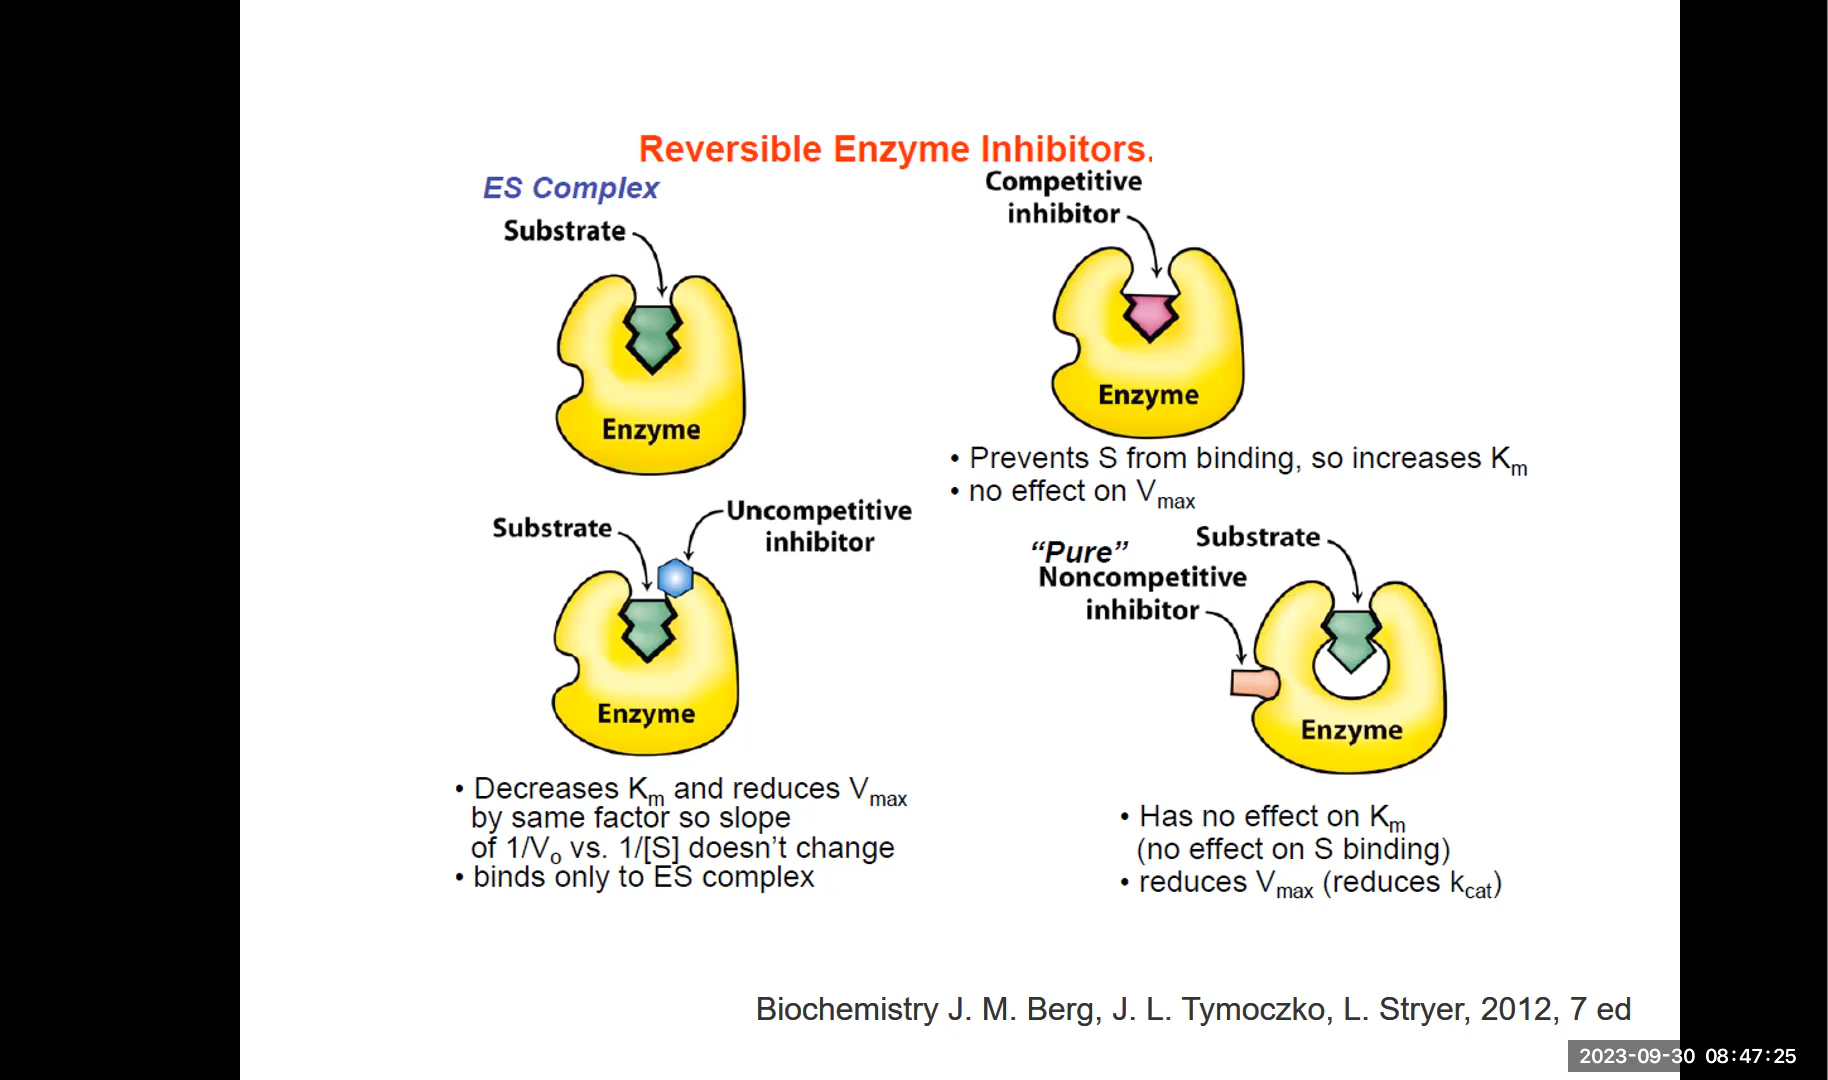 Reversible Enzyme Inhibitors.
ES Complex
Substrate
Enzyme
Competitive
inhibitor
Enzyme
• Prevents S from binding, so increases Km
• no effect on Vmax
Substrate
Uncompetitive
inhibitor
Enzyme
• Decreases Km and reduces Vmax
by same factor so slope
of 1/Vo vs. 1/[S] doesn't change
• binds only to ES complex
“Pure”
Noncompetitive
inhibitor
Substrate
Enzyme
• Has no effect on Km
(no effect on S binding)
• reduces Vmax (reduces kcat)
Biochemistry J. M. Berg, J. L. Tymoczko, L. Stryer, 2012, 7 ed
2023-09-30 08:47:25